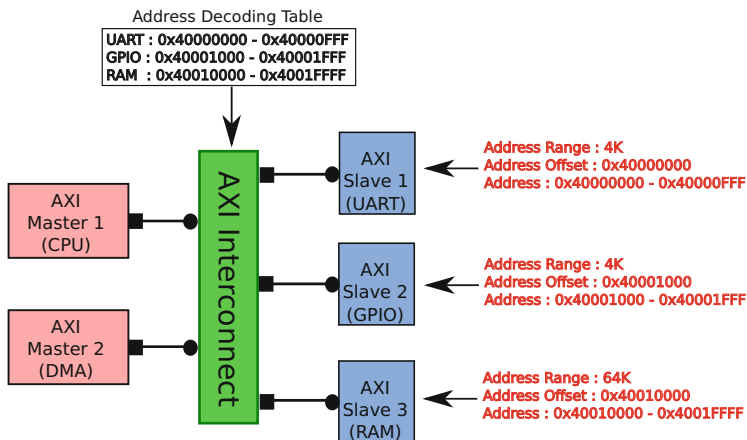 Address Decoding Table
UART : 0x40000000 - 0x40000FFF
GPIO : 0x40001000 - 0x40001FFF
RAM : 0x40010000 - 0x4001FFFF
AXI
Master 1
(CPU)
AXI
Master 2
(DMA)
AXI Interconnect
AXI
Slave 1
(UART)
Address Range : 4K
Address Offset : 0x40000000
Address : 0x40000000 - 0x40000FFF
AXI
Slave 2
(GPIO)
Address Range : 4K
Address Offset : 0x40001000
Address : 0x40001000 - 0x40001FFF
AXI
Slave 3
(RAM)
Address Range : 64K
Address Offset : 0x40010000
Address : 0x40010000 - 0x4001FFFF